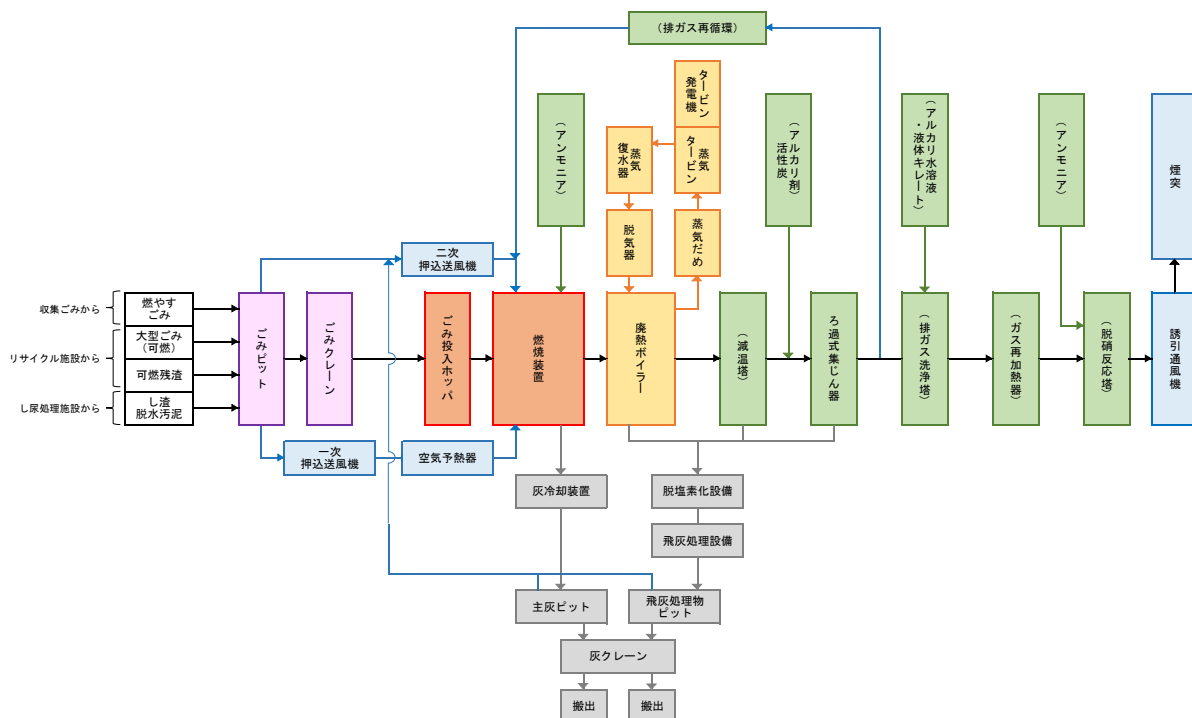 （排ガス再循環）
タービン
発電機
（アンモニア）
蒸気
復水器
蒸気
タービン
（アルカリ剤）
活性炭
（アルカリ水溶液
・液体キレート）
（アンモニア）
煙突
脱気器
蒸気だめ
二次
押込送風機
収集ごみから
燃やす
ごみ
リサイクル施設から
大型ごみ
（可燃）
可燃残渣
し尿処理施設から
し渣
脱水汚泥
ごみピット
ごみクレーン
ごみ投入ホッパ
燃焼装置
廃熱ボイラー
（減温塔）
ろ過式集じん器
（排ガス洗浄塔）
（ガス再加熱器）
（脱硝反応塔）
誘引通風機
一次
押込送風機
空気予熱器
灰冷却装置
脱塩素化設備
飛灰処理設備
主灰ピット
飛灰処理物
ピット
灰クレーン
搬出
搬出